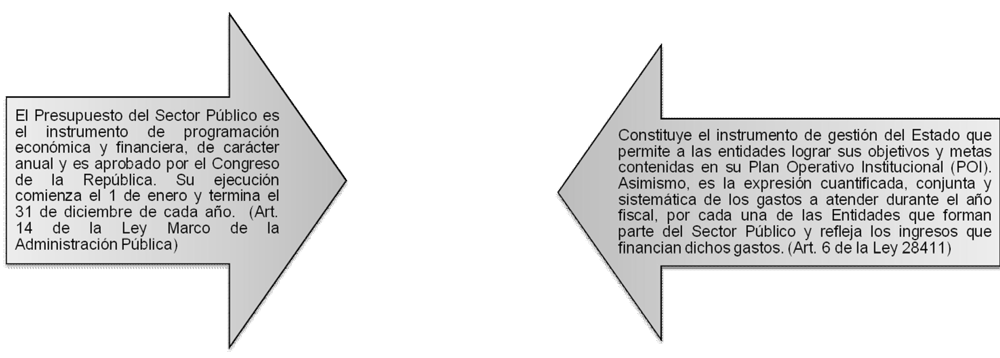 El Presupuesto del Sector Público es
el instrumento de programación
económica y financiera, de carácter
anual y es aprobado por el Congreso
de la República. Su ejecución
comienza el 1 de enero y termina el
31 de diciembre de cada año. (Art.
14 de la Ley Marco de la
Administración Pública)
Constituye el instrumento de gestión del Estado que
permite a las entidades lograr sus objetivos y metas
contenidas en su Plan Operativo Institucional (POI).
Asimismo, es la expresión cuantificada, conjunta y
sistemática de los gastos a atender durante el año
fiscal, por cada una de las Entidades que forman
parte del Sector Público y refleja los ingresos que
financian dichos gastos. (Art. 6 de la Ley 28411)